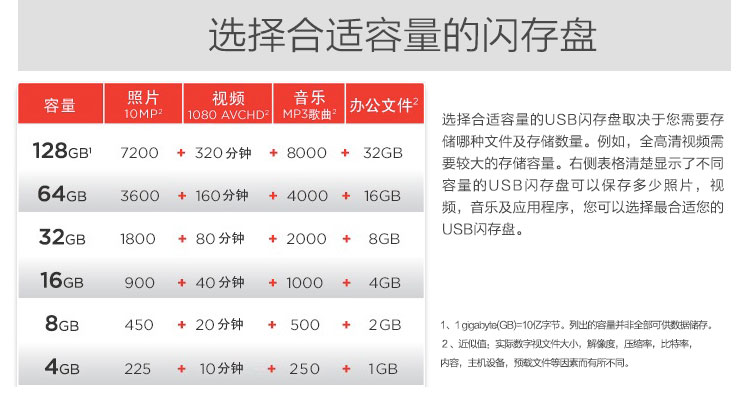 选择合适容量的闪存盘
容量 照片 10MP² 视频 1080 AVCHD² 音乐 MP3歌曲² 办公文件²
128GB¹ 7200 + 320分钟 + 8000 + 32GB
64GB 3600 + 160分钟 + 4000 + 16GB
32GB 1800 + 80分钟 + 2000 + 8GB
16GB 900 + 40分钟 + 1000 + 4GB
8GB 450 + 20分钟 + 500 + 2GB
4GB 225 + 10分钟 + 250 + 1GB
选择合适容量的USB闪存盘取决于您需要存
储哪种文件及存储数量。例如，全高清视频需
要较大的存储容量。右侧表格清楚显示了不同
容量的USB闪存盘可以保存多少照片，视
频，音乐及应用程序，您可以选择最合适您的
USB闪存盘。
1、1 gigabyte(GB)=10亿字节。列出的容量并非全部可供数据储存。
2、近似值；实际数字视文件大小，解像度，压缩率，比特率，
内容，主机设备，预载文件等因素而有所不同。